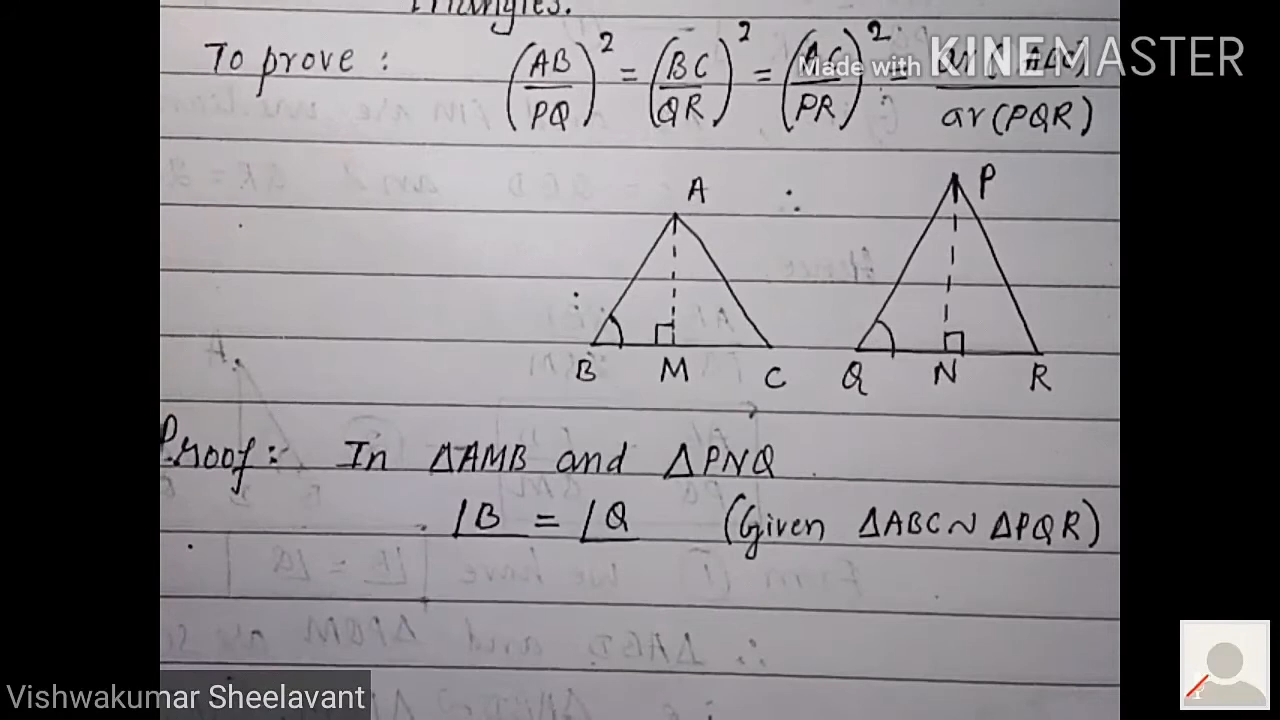 Triangles.
To prove : (AB/PQ)² = (BC/QR)² = (AC/PR)² = ar(ABC)/ar(PQR)
Made with KINEMASTER
A P
B M C Q N R
Proof:- In ΔAMB and ΔPNQ
∠B = ∠Q (Given ΔABC ~ ΔPQR)
Vishwakumar Sheelavant